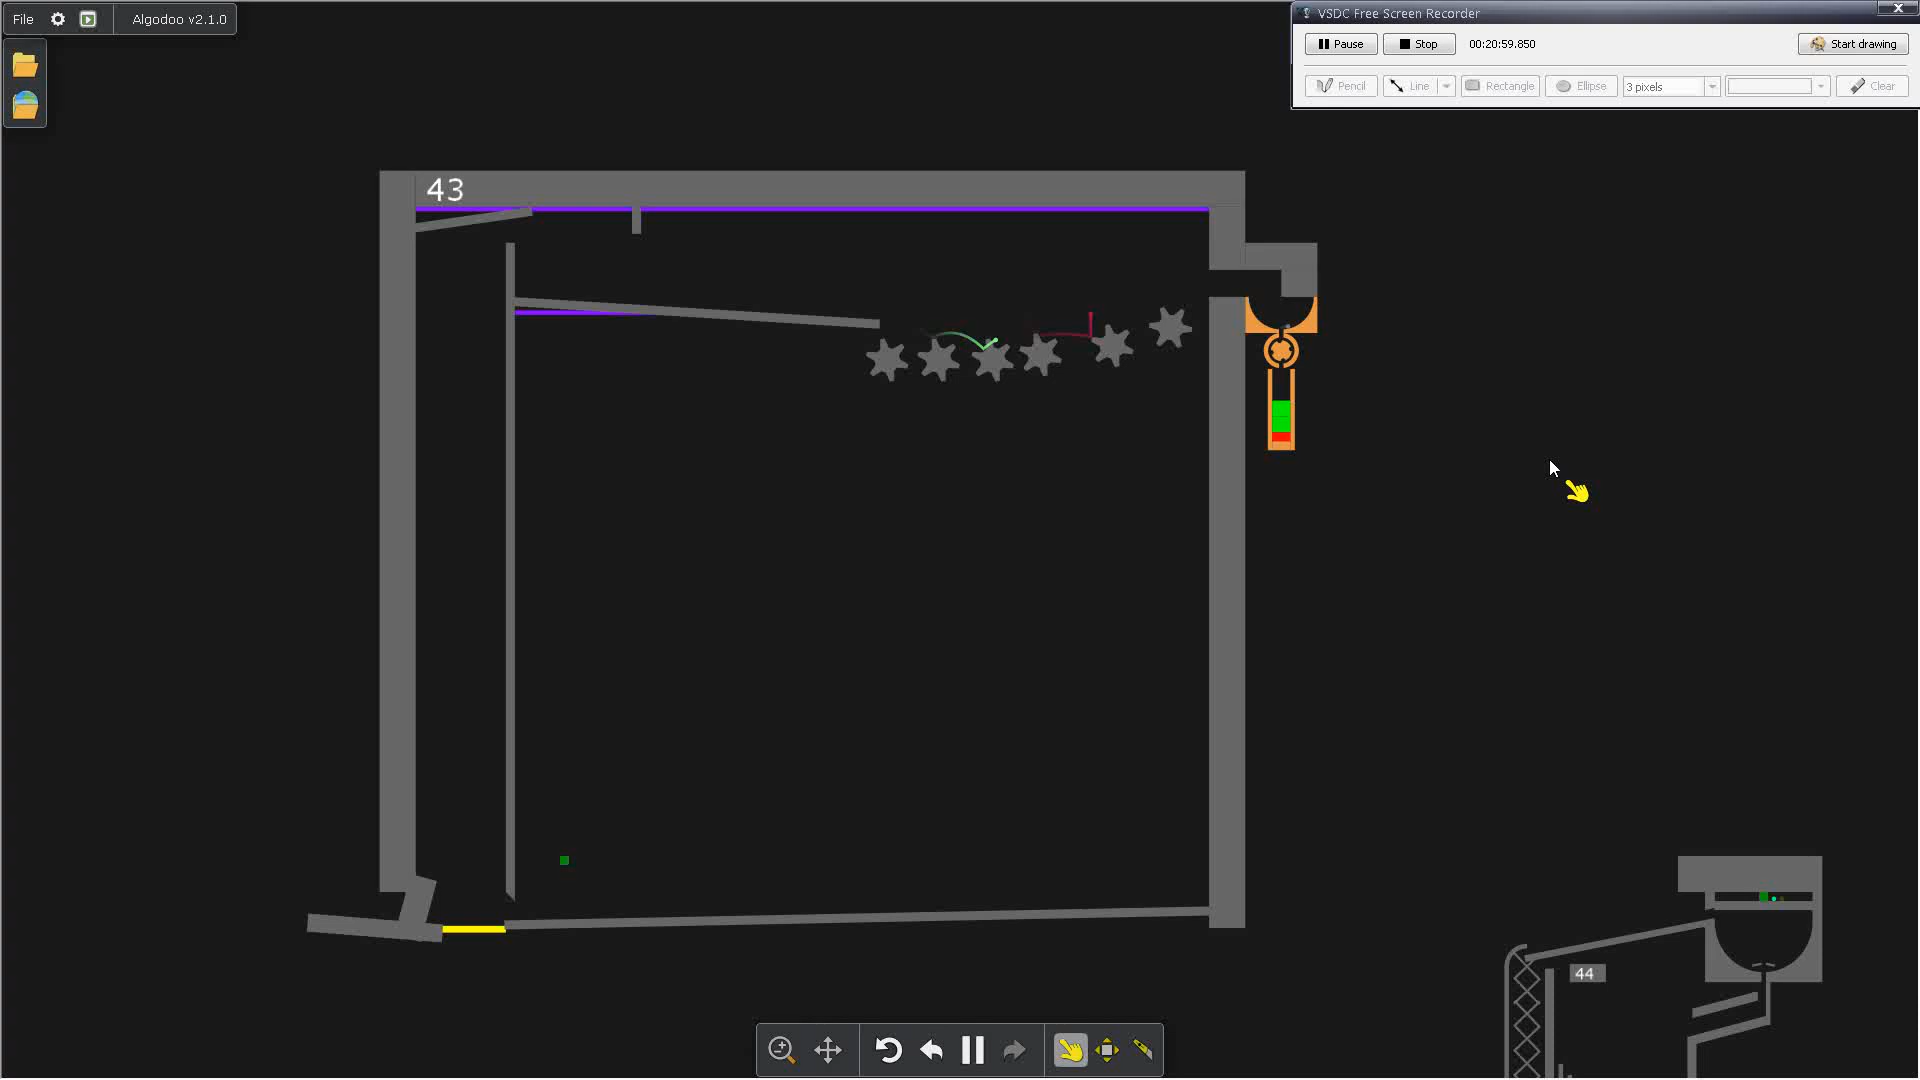 File Algodoo v2.1.0
VSDC Free Screen Recorder
Pause Stop 00:20:59.850 Start drawing
Pencil Line Rectangle Ellipse 3 pixels Clear
43
44